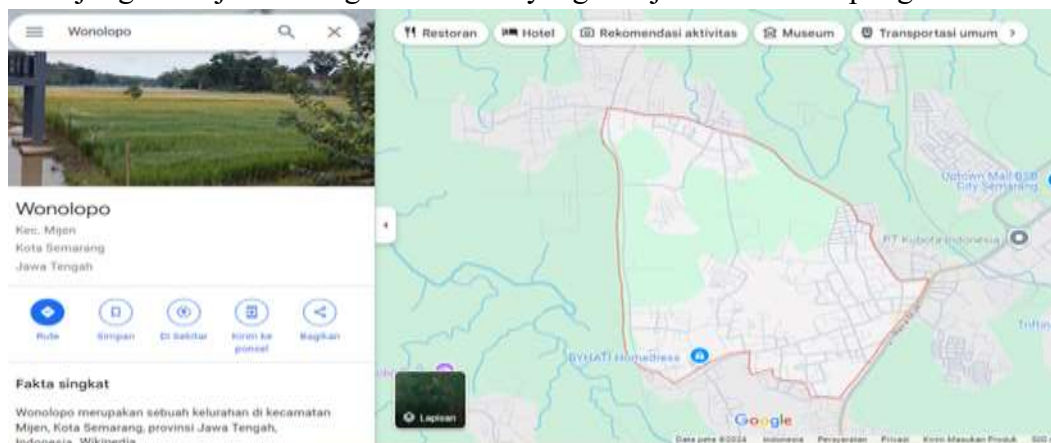 Wonolopo
Restoran
Hotel
Rekomendasi aktivitas
Museum
Transportasi umum
Wonolopo
Kec. Mijen
Kota Semarang
Jawa Tengah
Rute
Simpan
Di Sekitar
Kirim ke
ponsel
Bagikan
Fakta singkat
Wonolopo merupakan sebuah kelurahan di kecamatan
Mijen, Kota Semarang, provinsi Jawa Tengah,
Indonesia. Wikipedia
Uptown Mall BSB
City Semarang
PT Kubota Indonesia
BYHATI Homedress
Lapisan
Google
Data peta ©2024
Indonesia
Persyaratan
Privasi
Kirim Masukan Produk